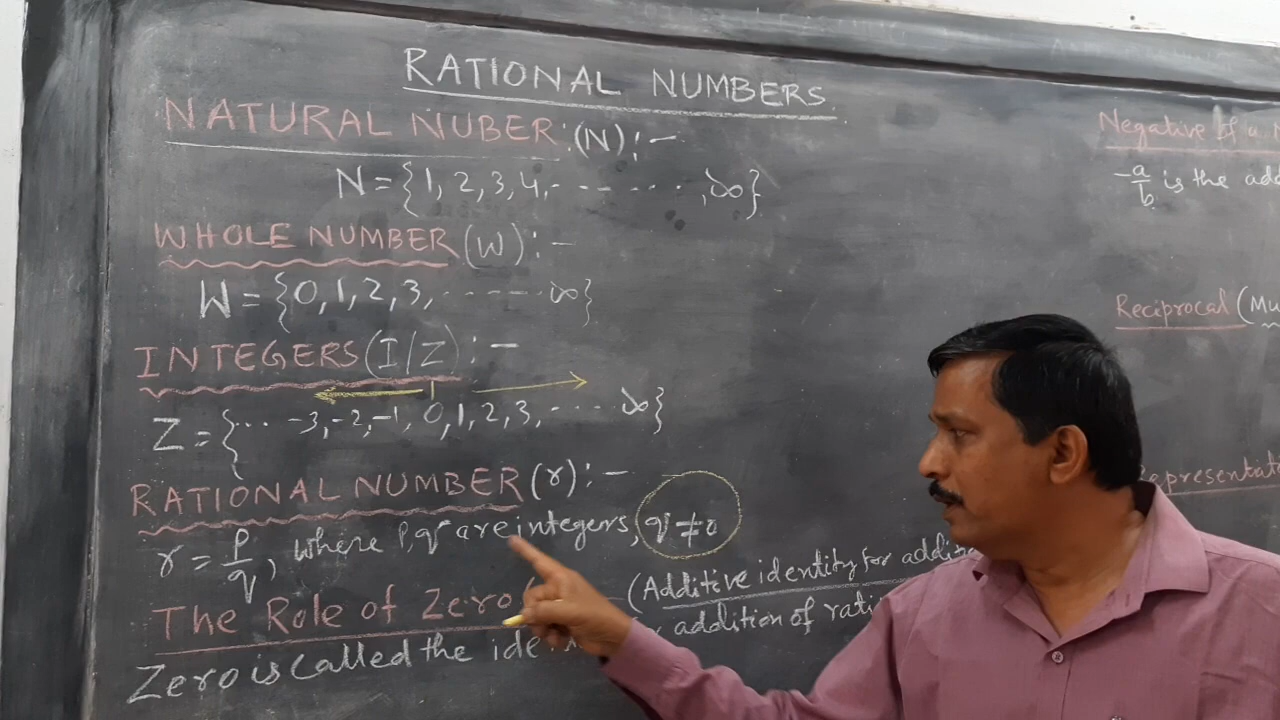 RATIONAL NUMBERS
NATURAL NUBER:(N):-
N={1,2,3,4,- -- --- -,∞}
WHOLE NUMBER(W):-
W={0,1,2,3,- - - --- ∞}
INTEGERS(I/Z):-
Z={... -3,-2,-1,0,1,2,3,- --- ∞}
RATIONAL NUMBER(r):-
r=p/q, where p,q are integers, q≠0
The Role of Zero (Additive identity for
Zero is called the addition of
Negative of a
-a/b is the
Reciprocal